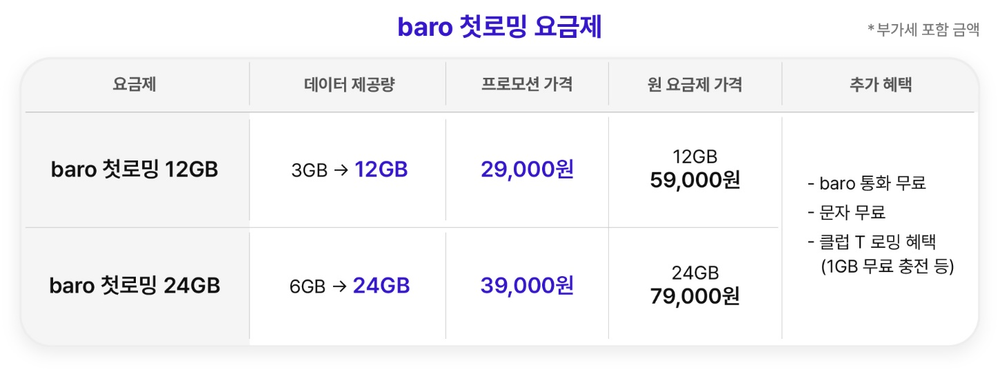 baro 첫로밍 요금제
*부가세 포함 금액
요금제
데이터 제공량
프로모션 가격
원 요금제 가격
추가 혜택
baro 첫로밍 12GB
3GB → 12GB
29,000원
12GB
59,000원
baro 첫로밍 24GB
6GB → 24GB
39,000원
24GB
79,000원
- baro 통화 무료
- 문자 무료
- 클럽 T 로밍 혜택
(1GB 무료 충전 등)